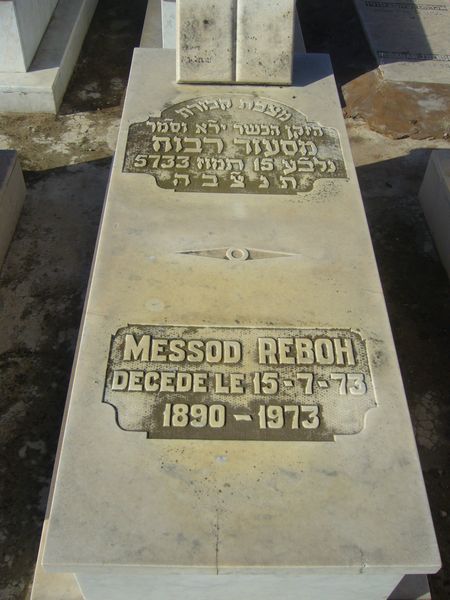 מצבת קבורת
הזקן הכשר ירא וסמר
מסעוד רבוח
נלב״ע 15 תמוז 5733
תנצבה
MESSOD REBOH
DECEDE LE 15-7-73
1890-1973